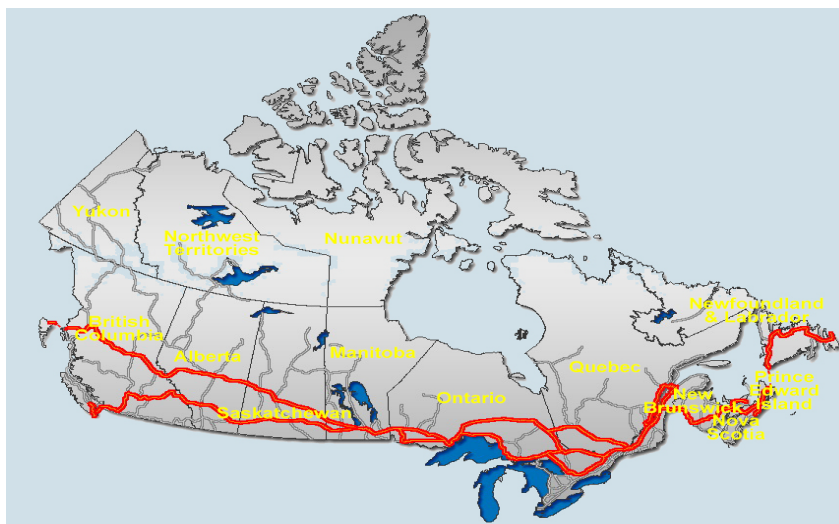 Yukon
Northwest
Territories
Nunavut
British
Columbia
Alberta
Saskatchewan
Manitoba
Ontario
Quebec
Newfoundland
& Labrador
New
Brunswick
Prince
Edward
Island
Nova
Scotia